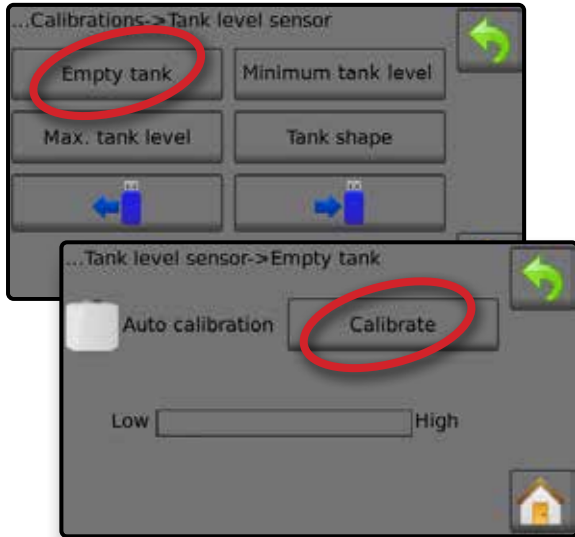 ...Calibrations->Tank level sensor
Empty tank
Minimum tank level
Max. tank level
Tank shape
...Tank level sensor->Empty tank
Auto calibration
Calibrate
Low
High